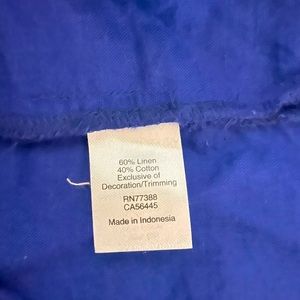 60% Linen
40% Cotton
Exclusive of
Decoration/Trimming
RN77388
CA56445
Made in Indonesia